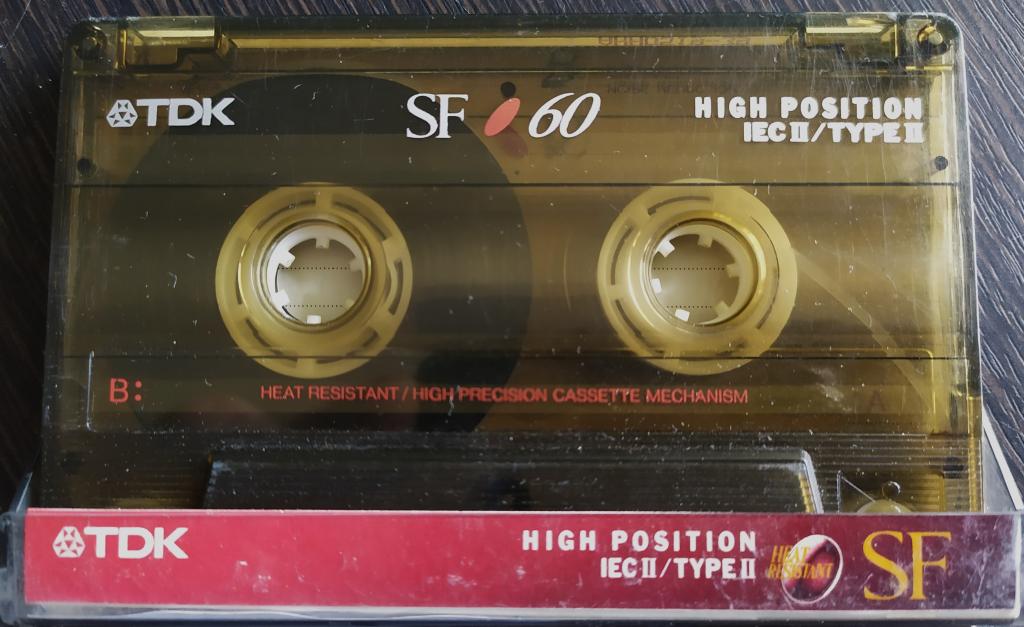 TDK
SF 60
HIGH POSITION
IEC II/TYPE II
B:
HEAT RESISTANT / HIGH PRECISION CASSETTE MECHANISM
A
TDK
HIGH POSITION
IEC II/TYPE II
HEAT
RESISTANT
SF